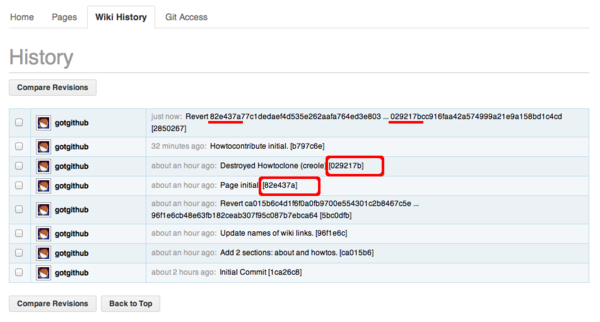 Home Pages Wiki History Git Access
History
Compare Revisions
gotgithub just now: Revert 82e437a77c1dedaef4d535e262aafa764ed3e803 ... 029217bcc916faa42a574999a21e9a158bd1c4cd
[2850267]
gotgithub 32 minutes ago: Howtocontribute initial. [b797c6e]
gotgithub about an hour ago: Destroyed Howtoclone (creole) [029217b]
gotgithub about an hour ago: Page initial [82e437a]
gotgithub about an hour ago: Revert ca015b6c4d1f6f0a0fb9700e554301c2b8467c5e ...
96f1e6cb48e63fb182ceab307f95c087b7ebca64 [5bc0dfb]
gotgithub about an hour ago: Update names of wiki links. [96f1e6c]
gotgithub about an hour ago: Add 2 sections: about and howtos. [ca015b6]
gotgithub about 2 hours ago: Initial Commit [1ca26c8]
Compare Revisions Back to Top